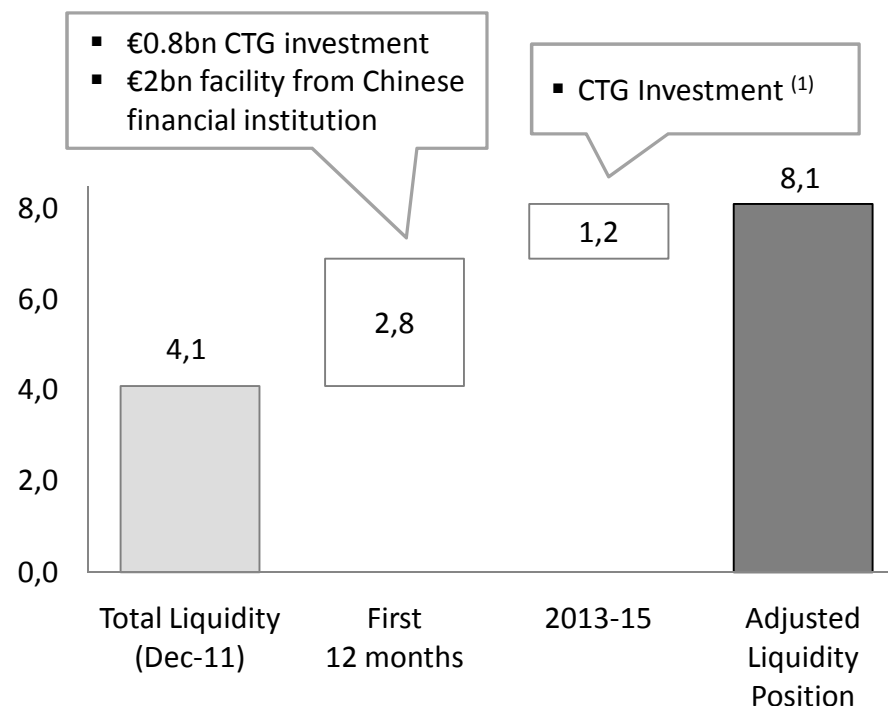 ▪ €0.8bn CTG investment
▪ €2bn facility from Chinese
financial institution
▪ CTG Investment (1)
8,0
6,0
4,0
2,0
0,0
4,1
2,8
1,2
8,1
Total Liquidity
(Dec-11)
First
12 months
2013-15
Adjusted
Liquidity
Position